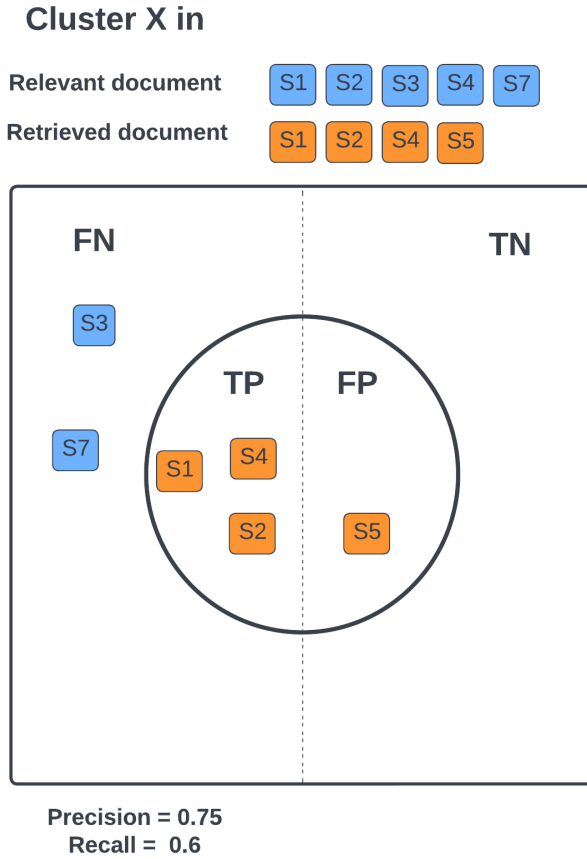 Cluster X in
Relevant document S1 S2 S3 S4 S7
Retrieved document S1 S2 S4 S5
FN TN
S3
TP FP
S7 S1 S4
S2 S5
Precision = 0.75
Recall = 0.6